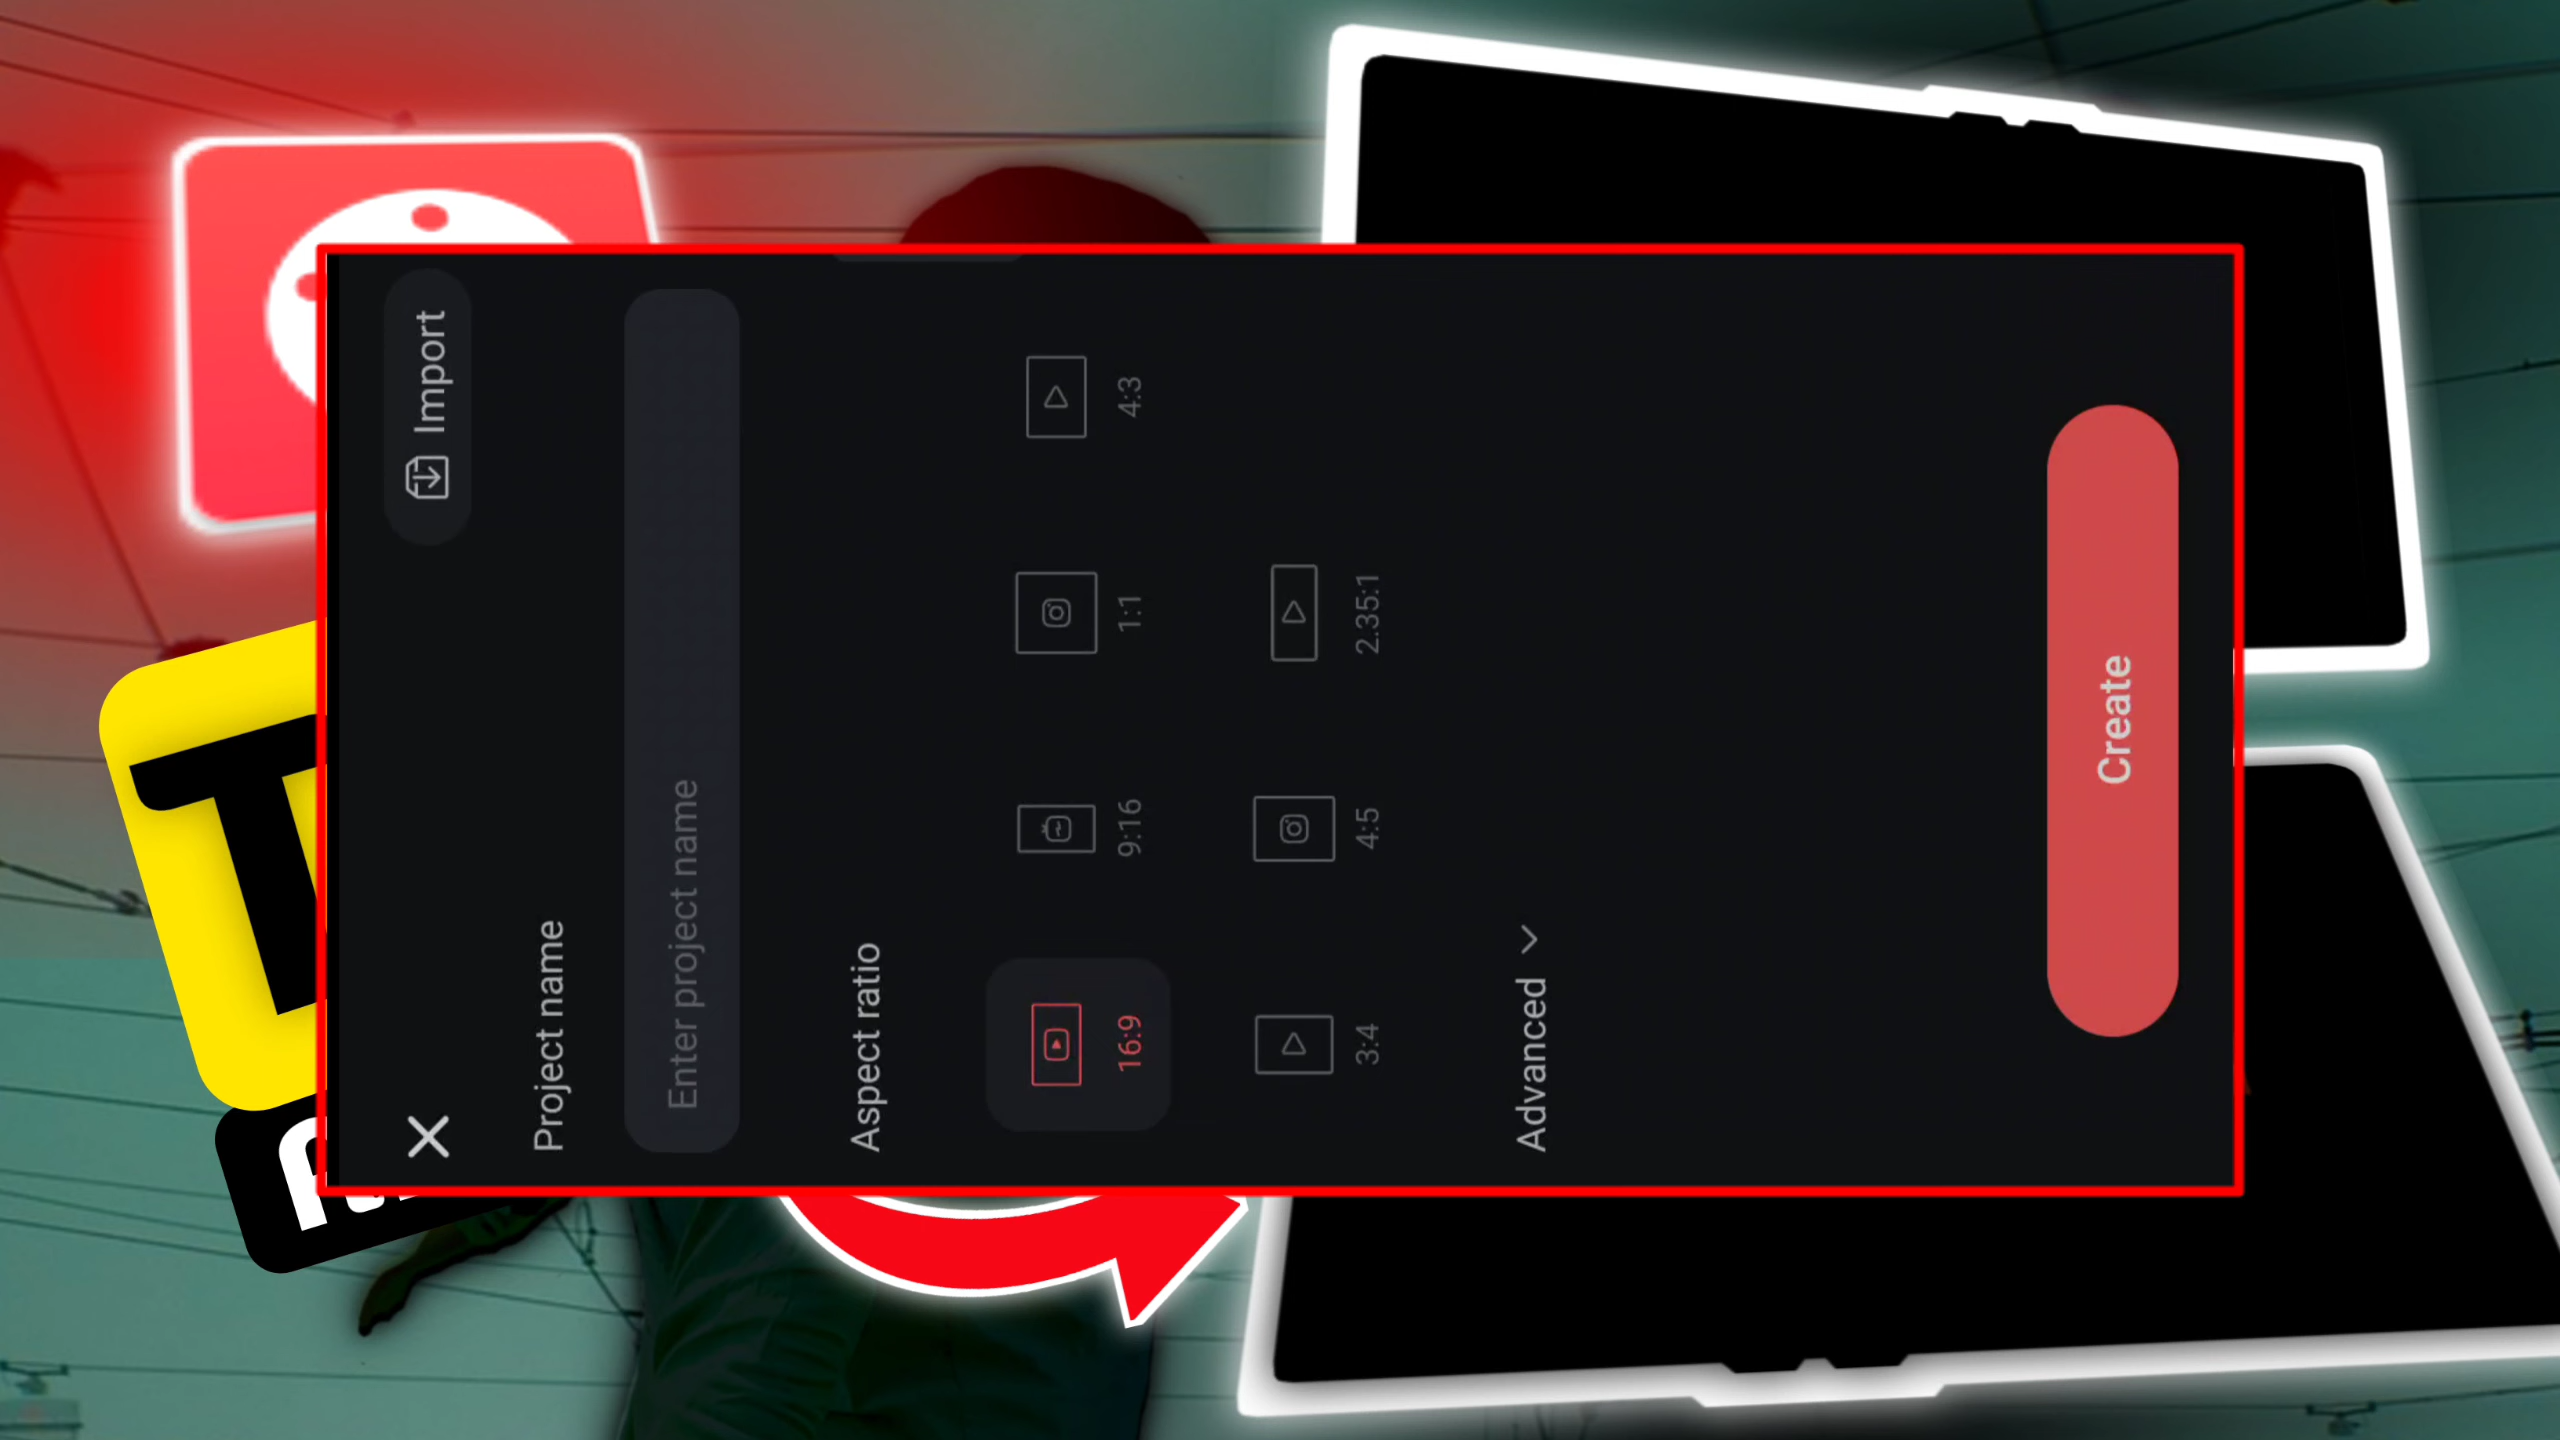 Import
Project name
Enter project name
Aspect ratio
16:9
9:16
1:1
4:3
3:4
4:5
2.35:1
Advanced
Create